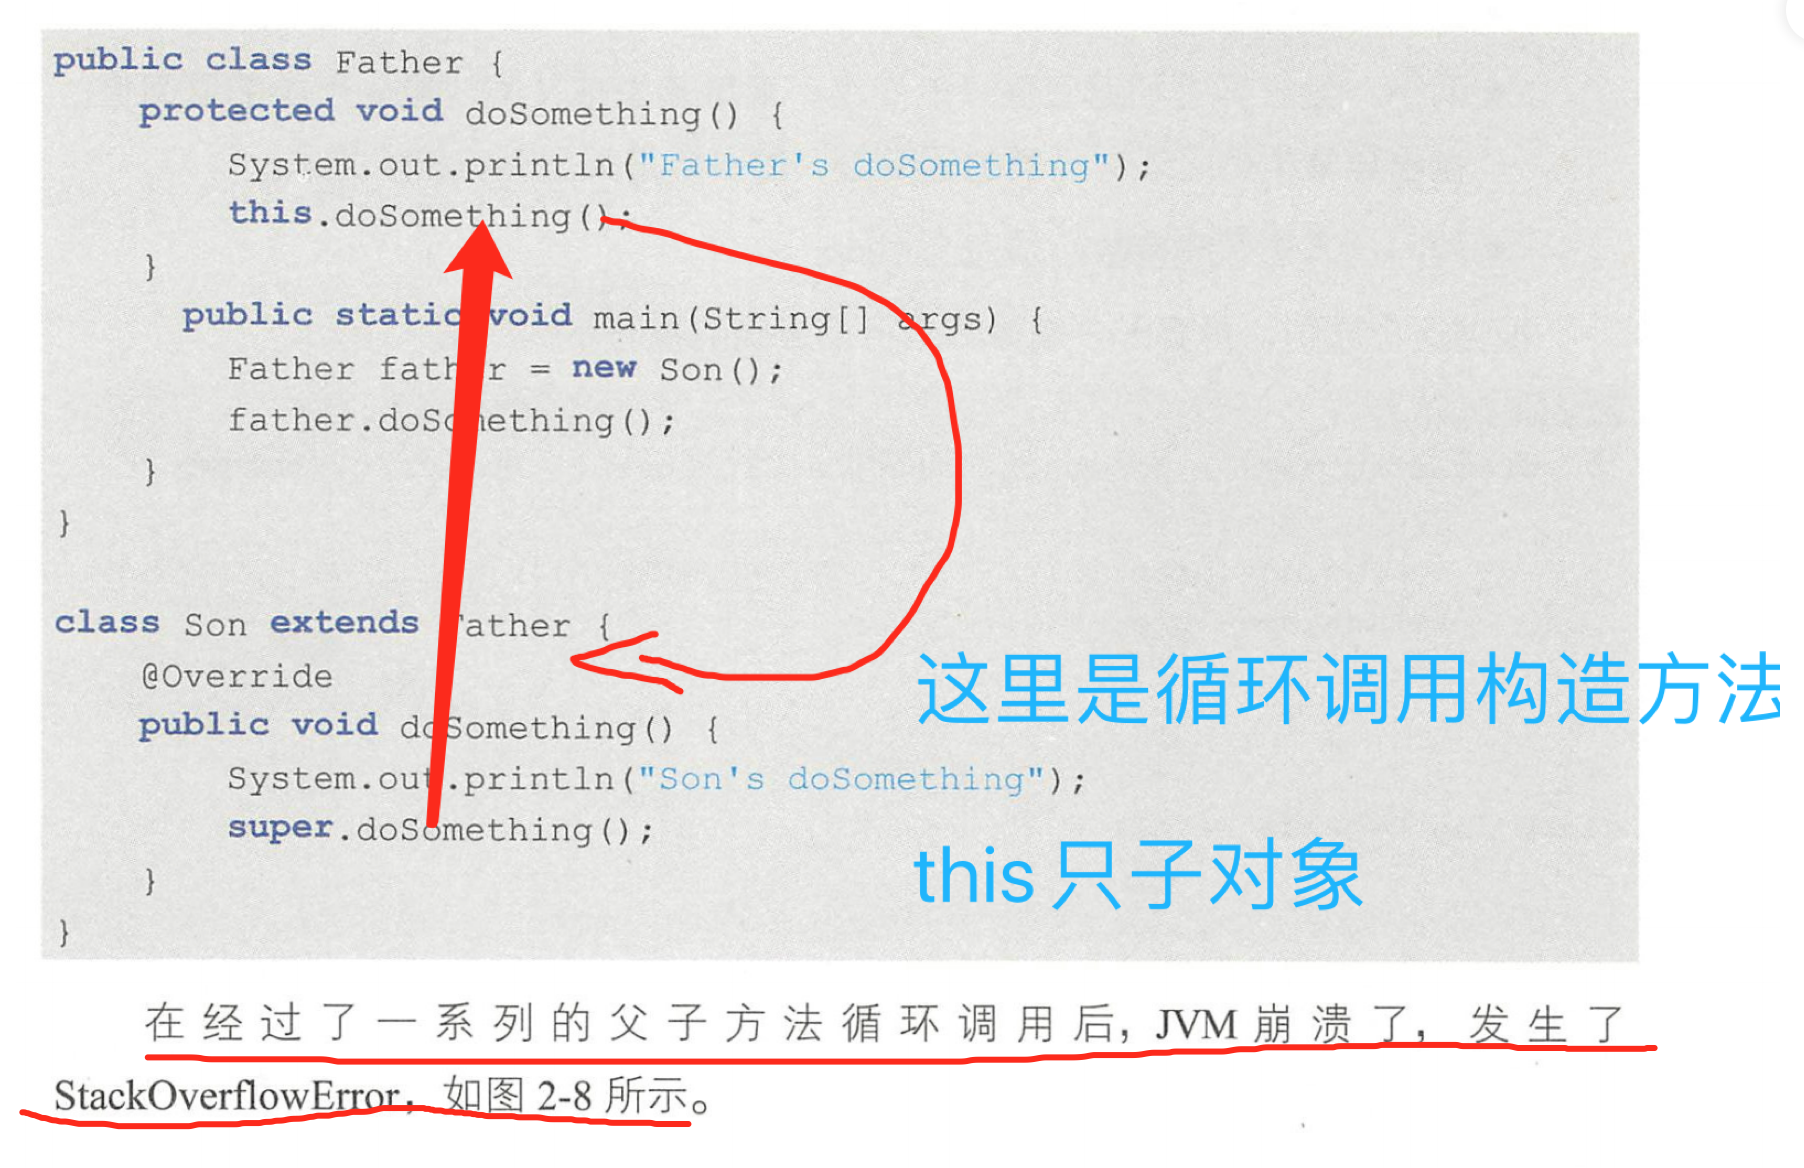 public class Father {
protected void doSomething() {
System.out.println("Father's doSomething");
this.doSomething();
}
public static void main(String[] args) {
Father father = new Son();
father.doSomething();
}
}
class Son extends Father {
@Override
public void doSomething() {
System.out.println("Son's doSomething");
super.doSomething();
}
}
这里是循环调用构造方法
this 只子对象
在经过了一系列的父子方法循环调用后，JVM 崩溃了，发生了
StackOverflowError，如图 2-8 所示。